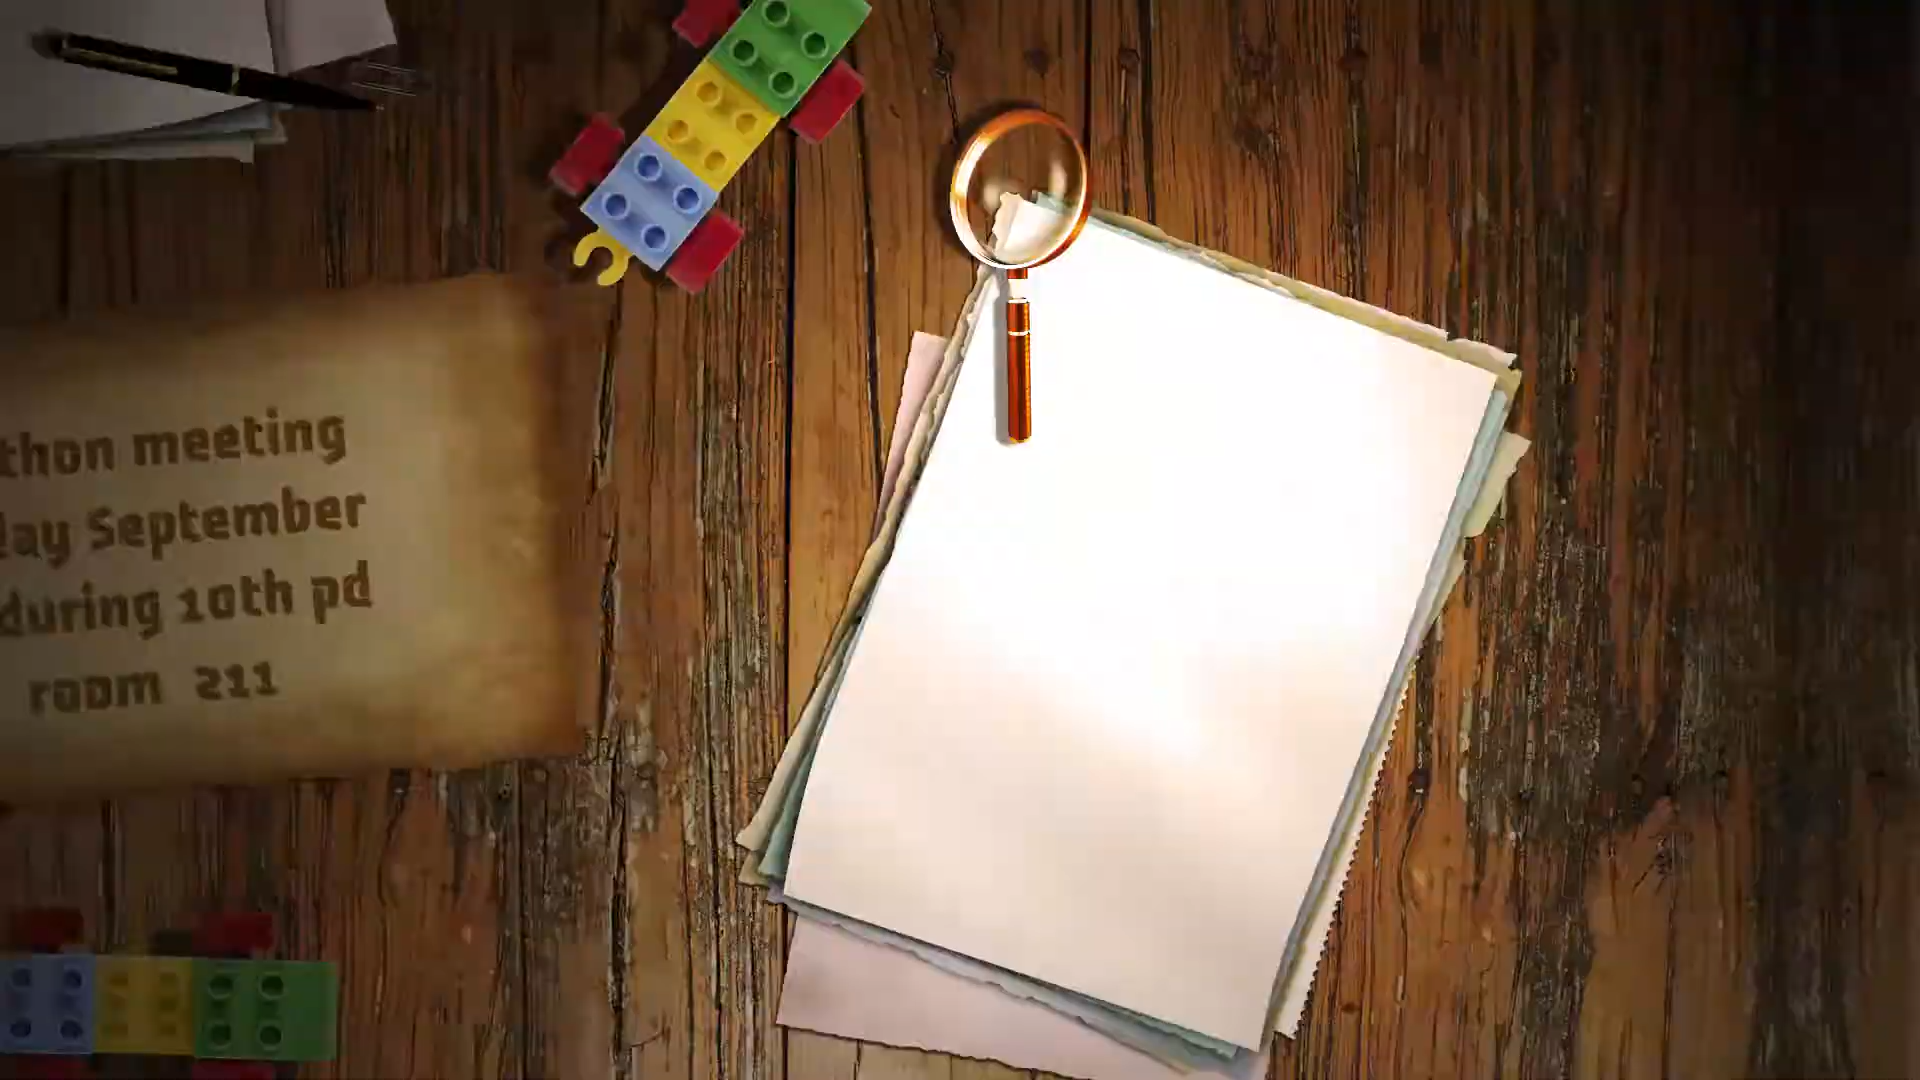 thon meeting
day September
during 10th pd
room 211